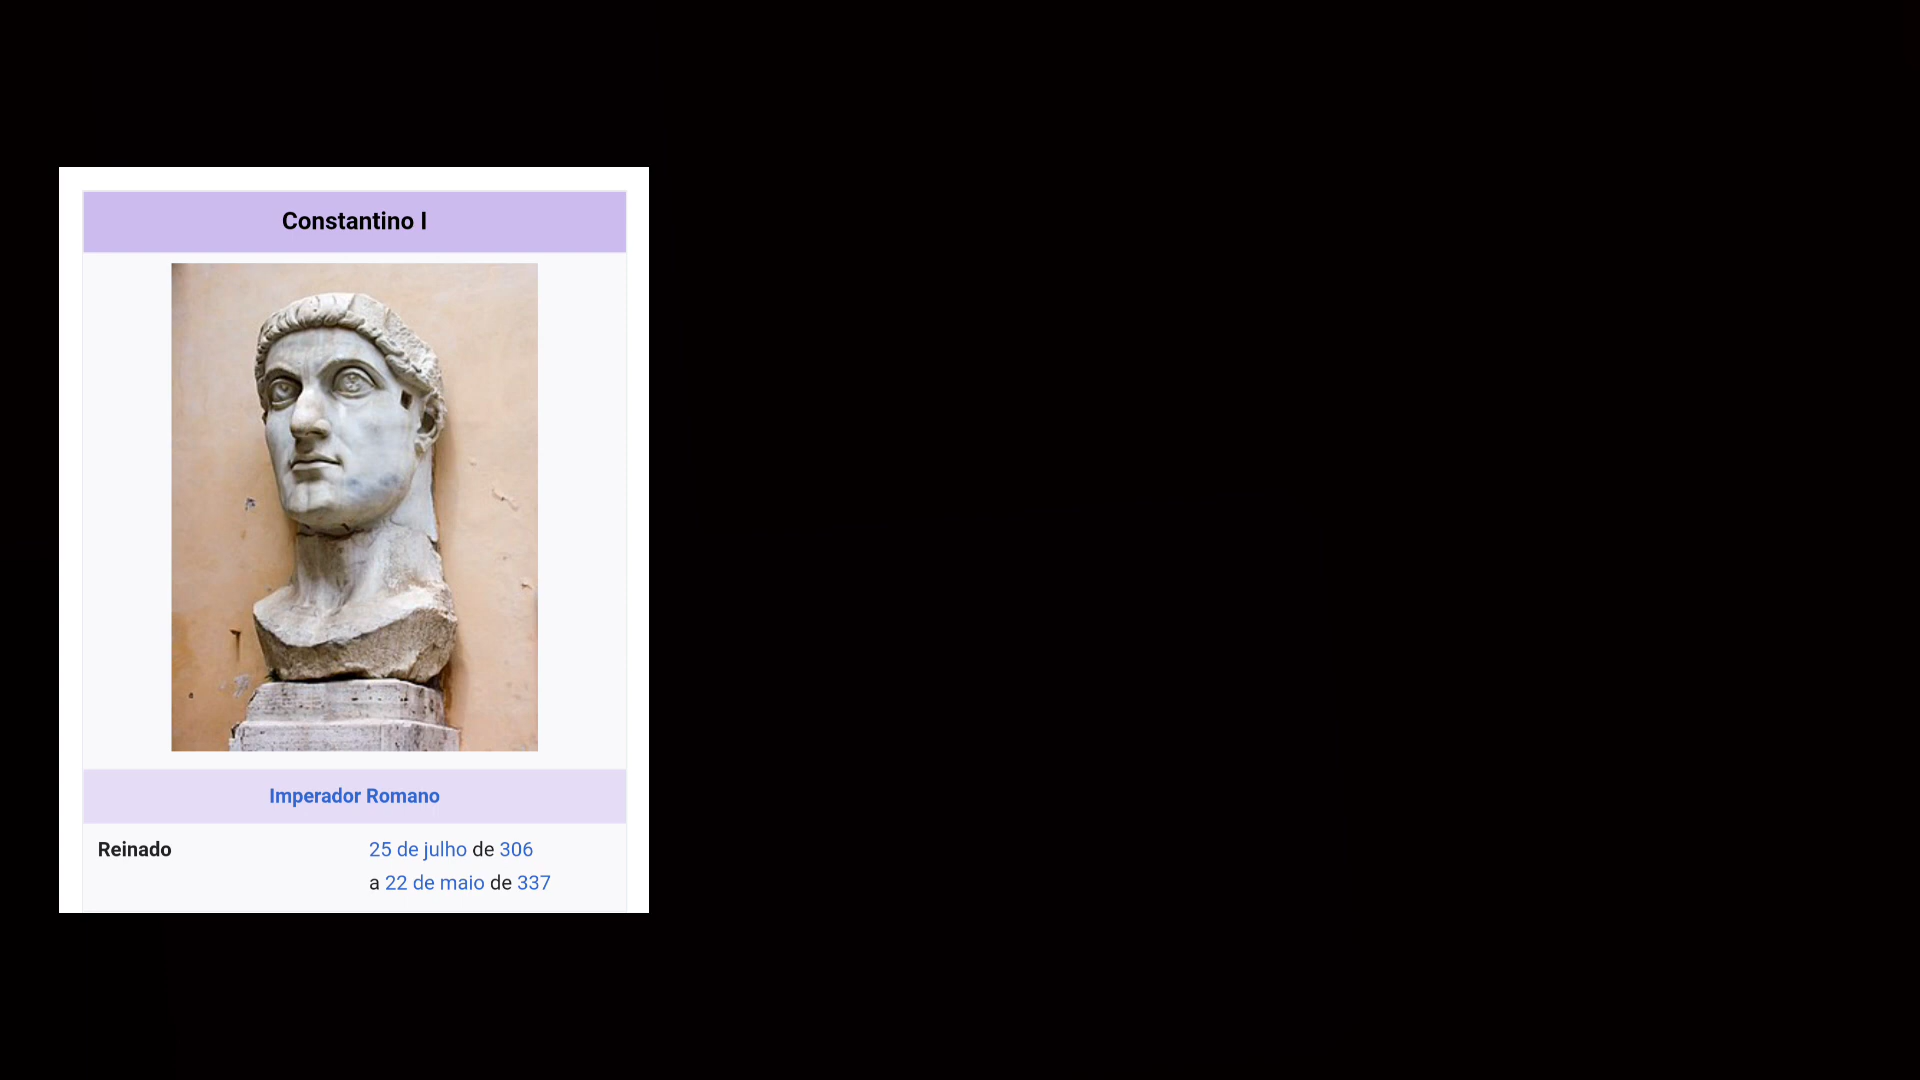 Constantino I
Imperador Romano
Reinado 25 de julho de 306
a 22 de maio de 337